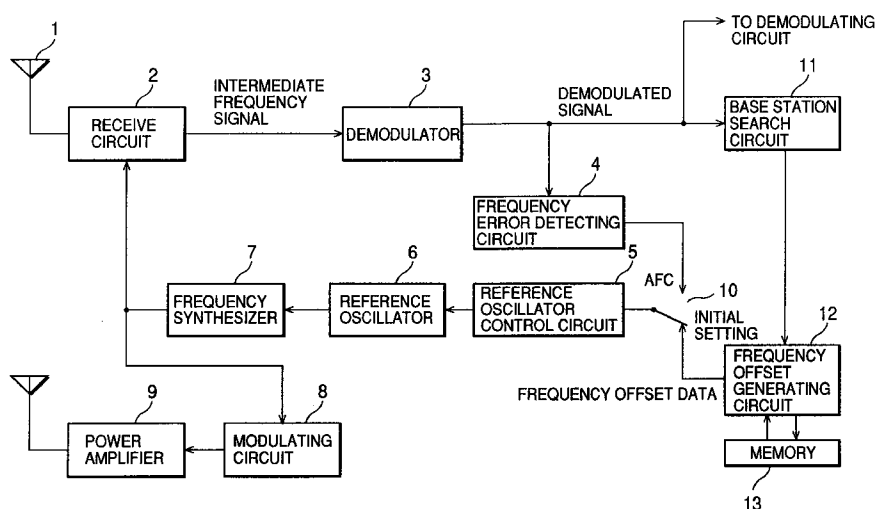 1
2
RECEIVE
CIRCUIT
INTERMEDIATE
FREQUENCY
SIGNAL
3
DEMODULATOR
DEMODULATED
SIGNAL
TO DEMODULATING
CIRCUIT
11
BASE STATION
SEARCH
CIRCUIT
4
FREQUENCY
ERROR DETECTING
CIRCUIT
7
FREQUENCY
SYNTHESIZER
6
REFERENCE
OSCILLATOR
5
REFERENCE
OSCILLATOR
CONTROL CIRCUIT
AFC
10
INITIAL
SETTING
12
FREQUENCY
OFFSET
GENERATING
CIRCUIT
FREQUENCY OFFSET DATA
9
POWER
AMPLIFIER
8
MODULATING
CIRCUIT
MEMORY
13